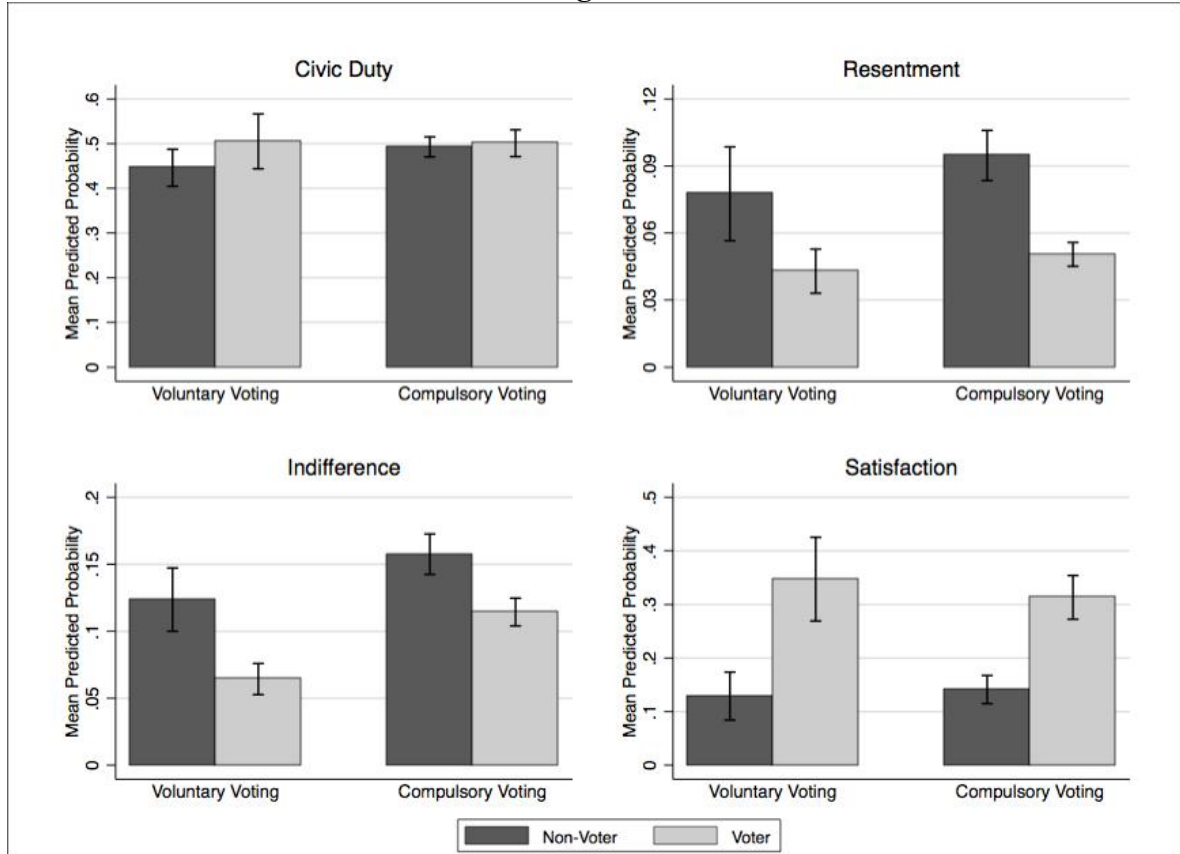 Civic Duty
Mean Predicted Probability
0 .1 .2 .3 .4 .5 .6
Voluntary Voting Compulsory Voting
Resentment
Mean Predicted Probability
0 .03 .06 .09 .12
Voluntary Voting Compulsory Voting
Indifference
Mean Predicted Probability
0 .05 .1 .15 .2
Voluntary Voting Compulsory Voting
Satisfaction
Mean Predicted Probability
0 .1 .2 .3 .4 .5
Voluntary Voting Compulsory Voting
Non-Voter Voter